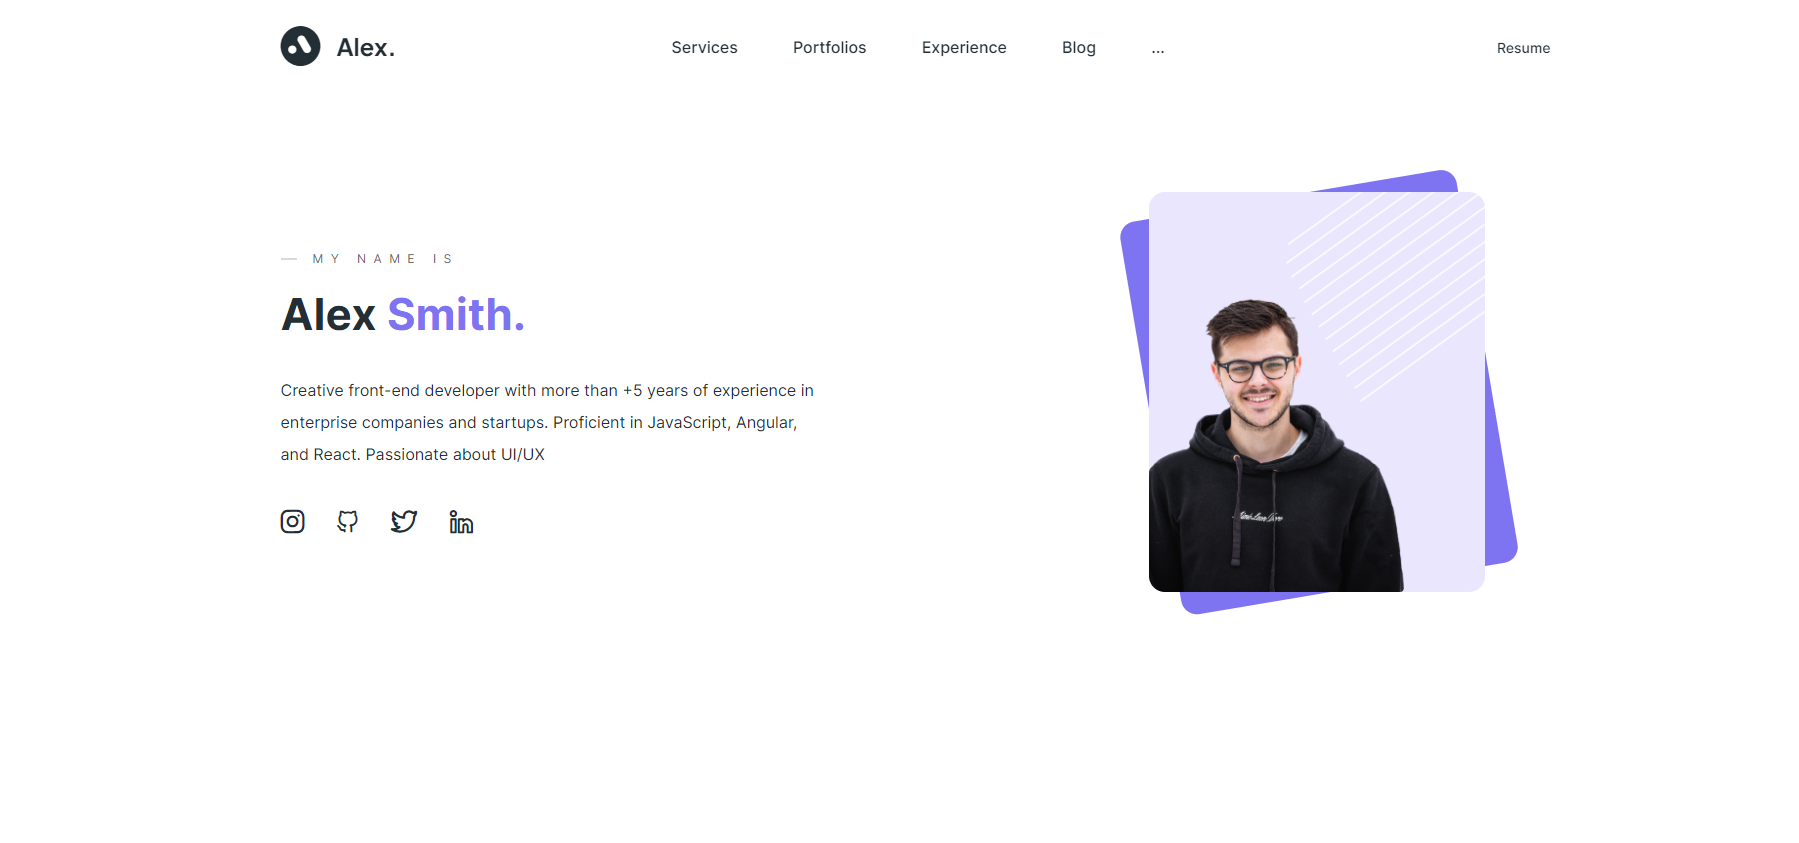 Alex.
Services Portfolios Experience Blog ...
Resume
MY NAME IS
Alex Smith.
Creative front-end developer with more than +5 years of experience in
enterprise companies and startups. Proficient in JavaScript, Angular,
and React. Passionate about UI/UX